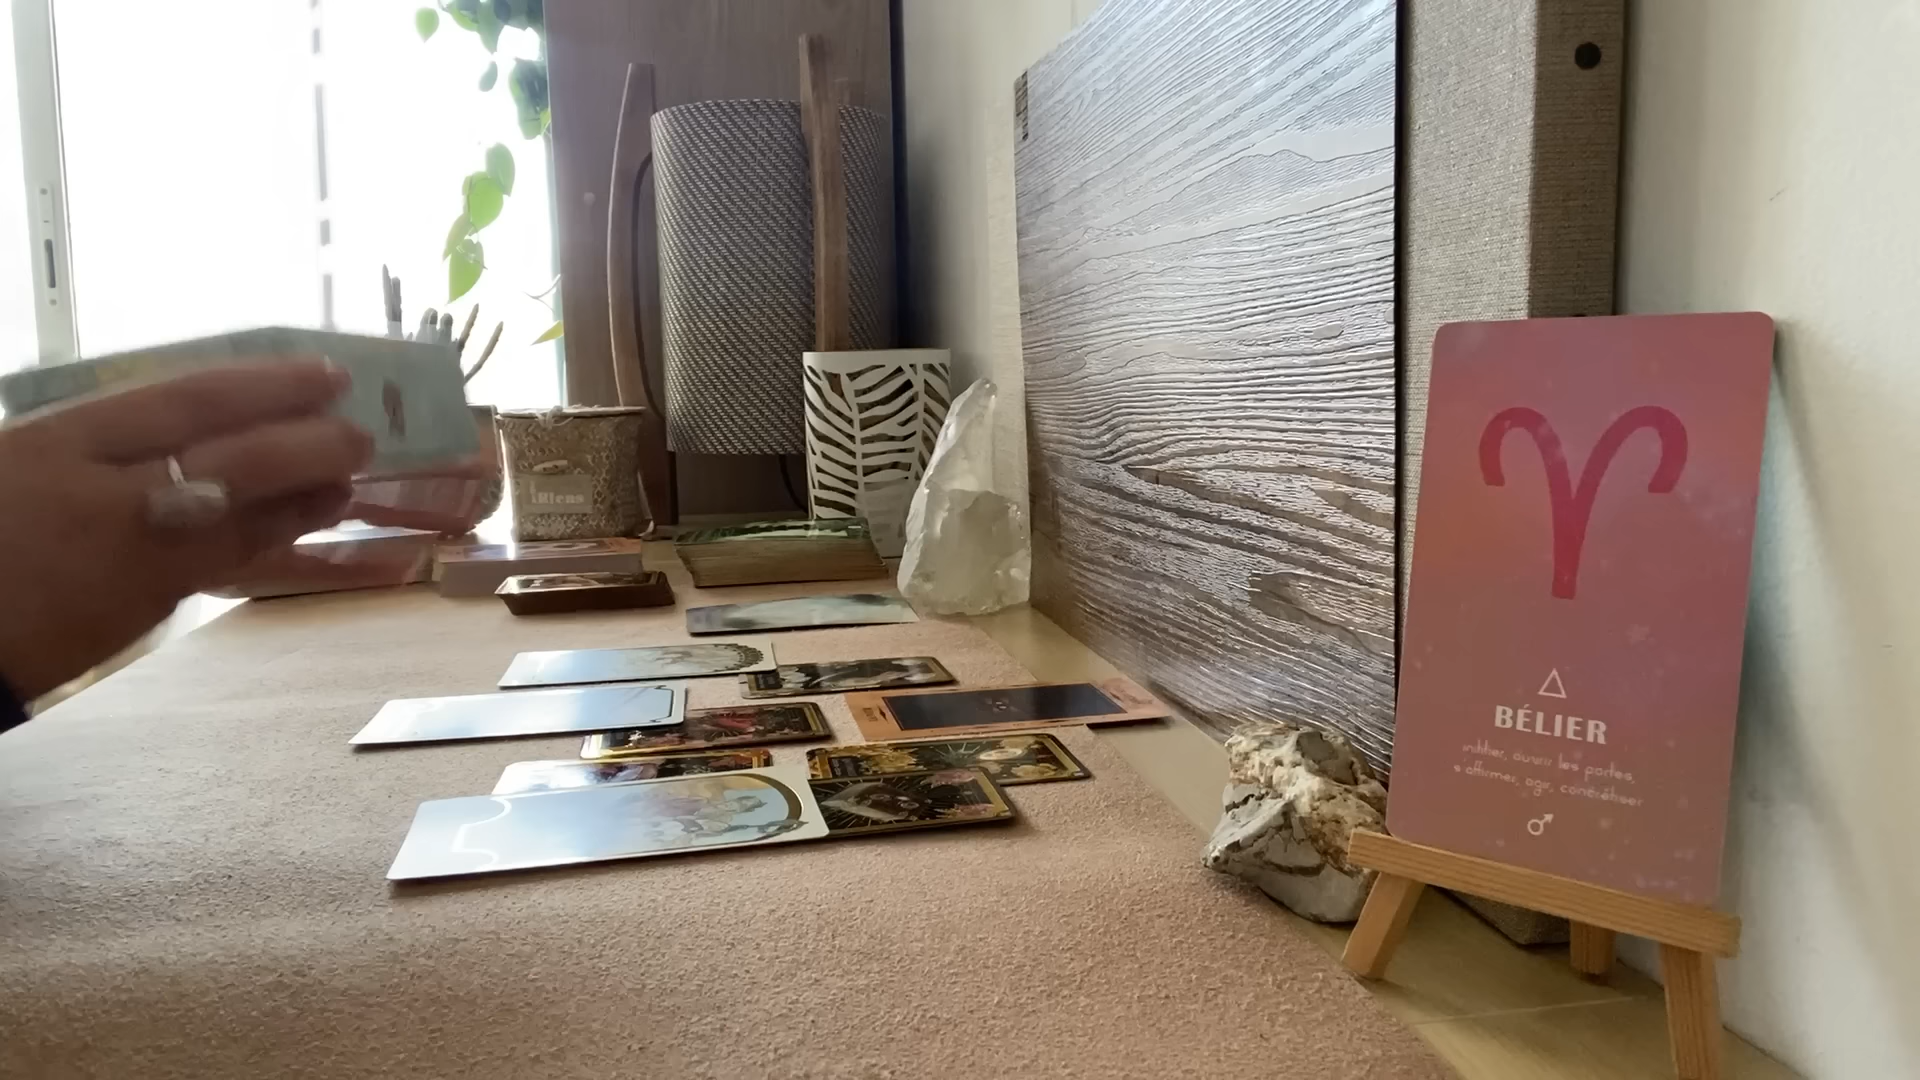 BÉLIER
initier, ouvrir les portes,
s'affirmer, agir, concrétiser